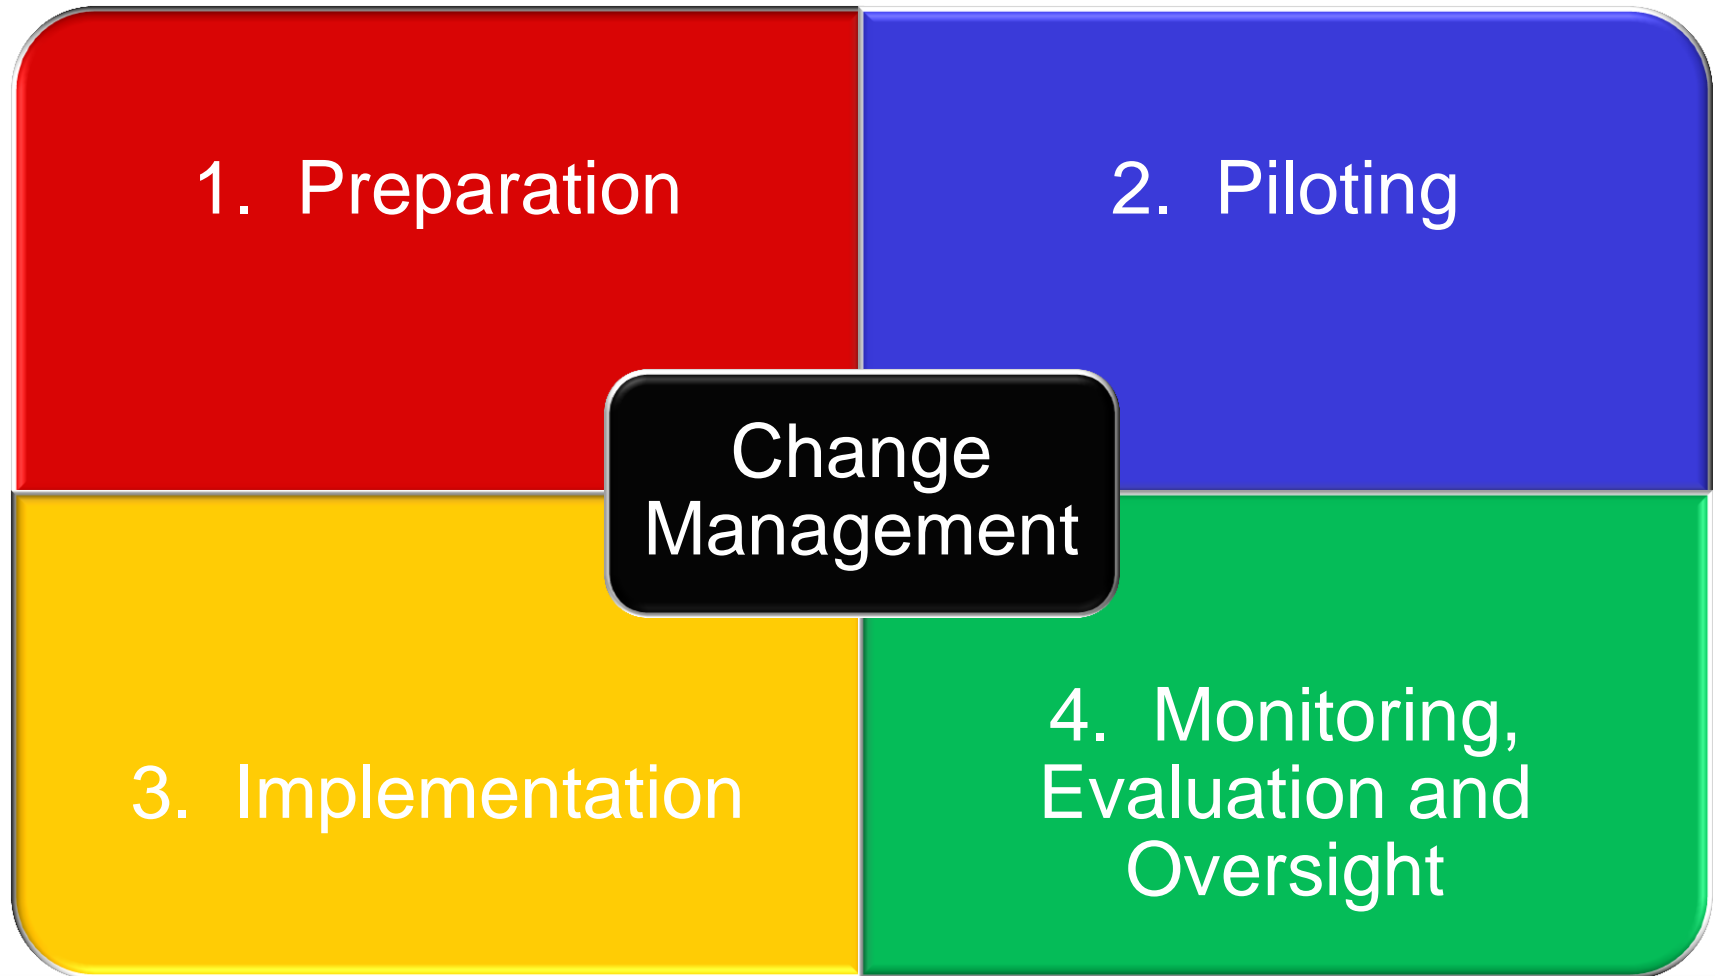 1. Preparation
2. Piloting
Change
Management
3. Implementation
4. Monitoring,
Evaluation and
Oversight